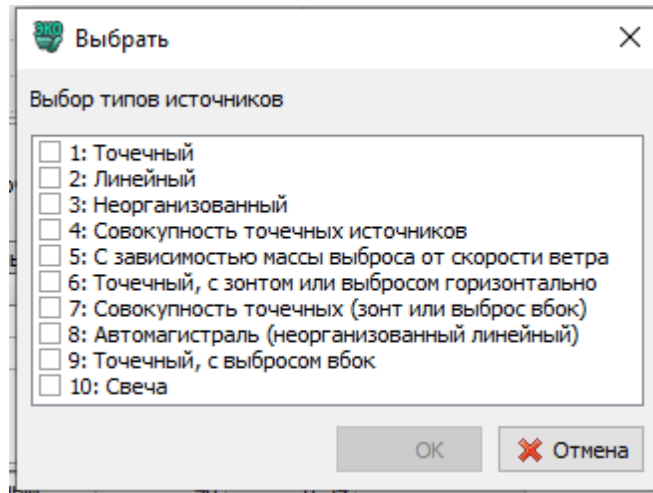 ЭКО
Выбрать
Выбор типов источников
1: Точечный
2: Линейный
3: Неорганизованный
4: Совокупность точечных источников
5: С зависимостью массы выброса от скорости ветра
6: Точечный, с зонтом или выбросом горизонтально
7: Совокупность точечных (зонт или выброс вбок)
8: Автомагистраль (неорганизованный линейный)
9: Точечный, с выбросом вбок
10: Свеча
OK
Отмена